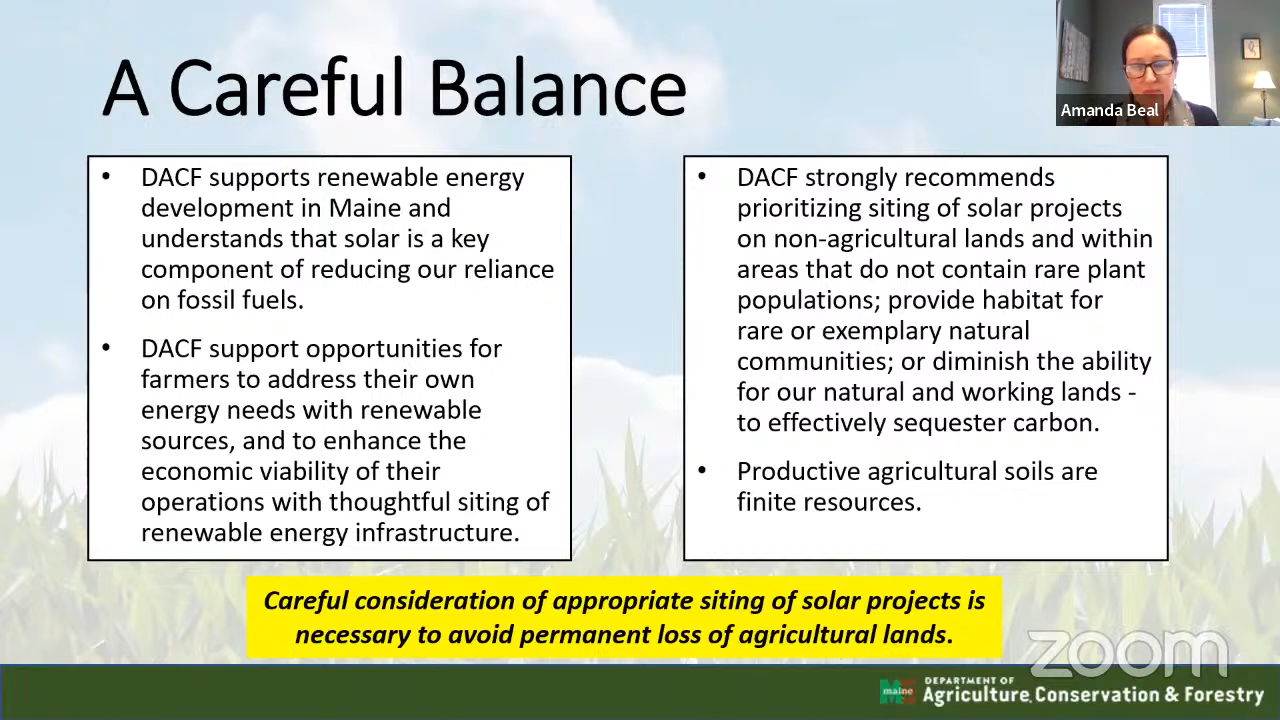 A Careful Balance
Amanda Beal
• DACF supports renewable energy
development in Maine and
understands that solar is a key
component of reducing our reliance
on fossil fuels.
• DACF support opportunities for
farmers to address their own
energy needs with renewable
sources, and to enhance the
economic viability of their
operations with thoughtful siting of
renewable energy infrastructure.
• DACF strongly recommends
prioritizing siting of solar projects
on non-agricultural lands and within
areas that do not contain rare plant
populations; provide habitat for
rare or exemplary natural
communities; or diminish the ability
for our natural and working lands -
to effectively sequester carbon.
• Productive agricultural soils are
finite resources.
Careful consideration of appropriate siting of solar projects is
necessary to avoid permanent loss of agricultural lands.
zoom
maine
DEPARTMENT OF
Agriculture, Conservation & Forestry